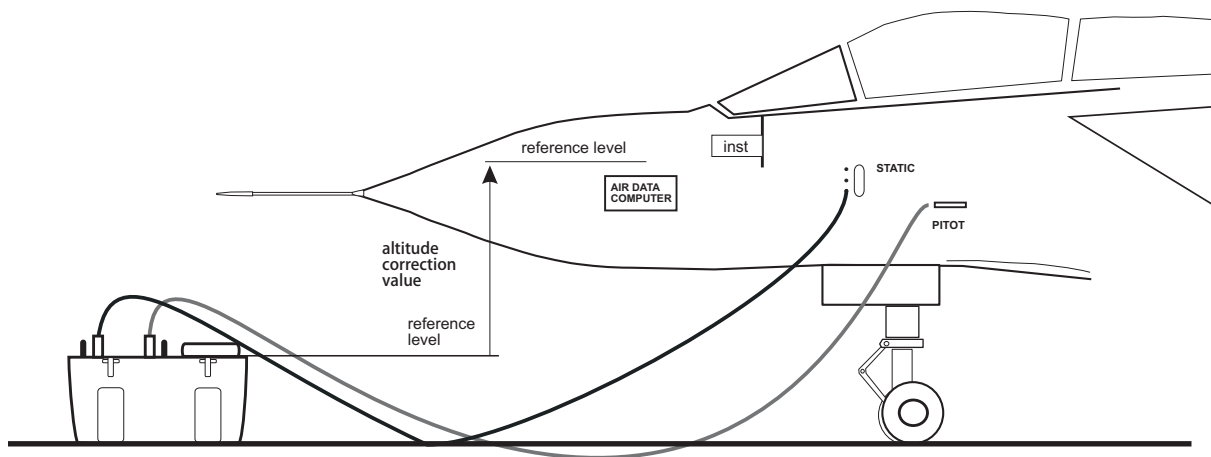 reference level
inst
STATIC
AIR DATA
COMPUTER
PITOT
altitude
correction
value
reference
level